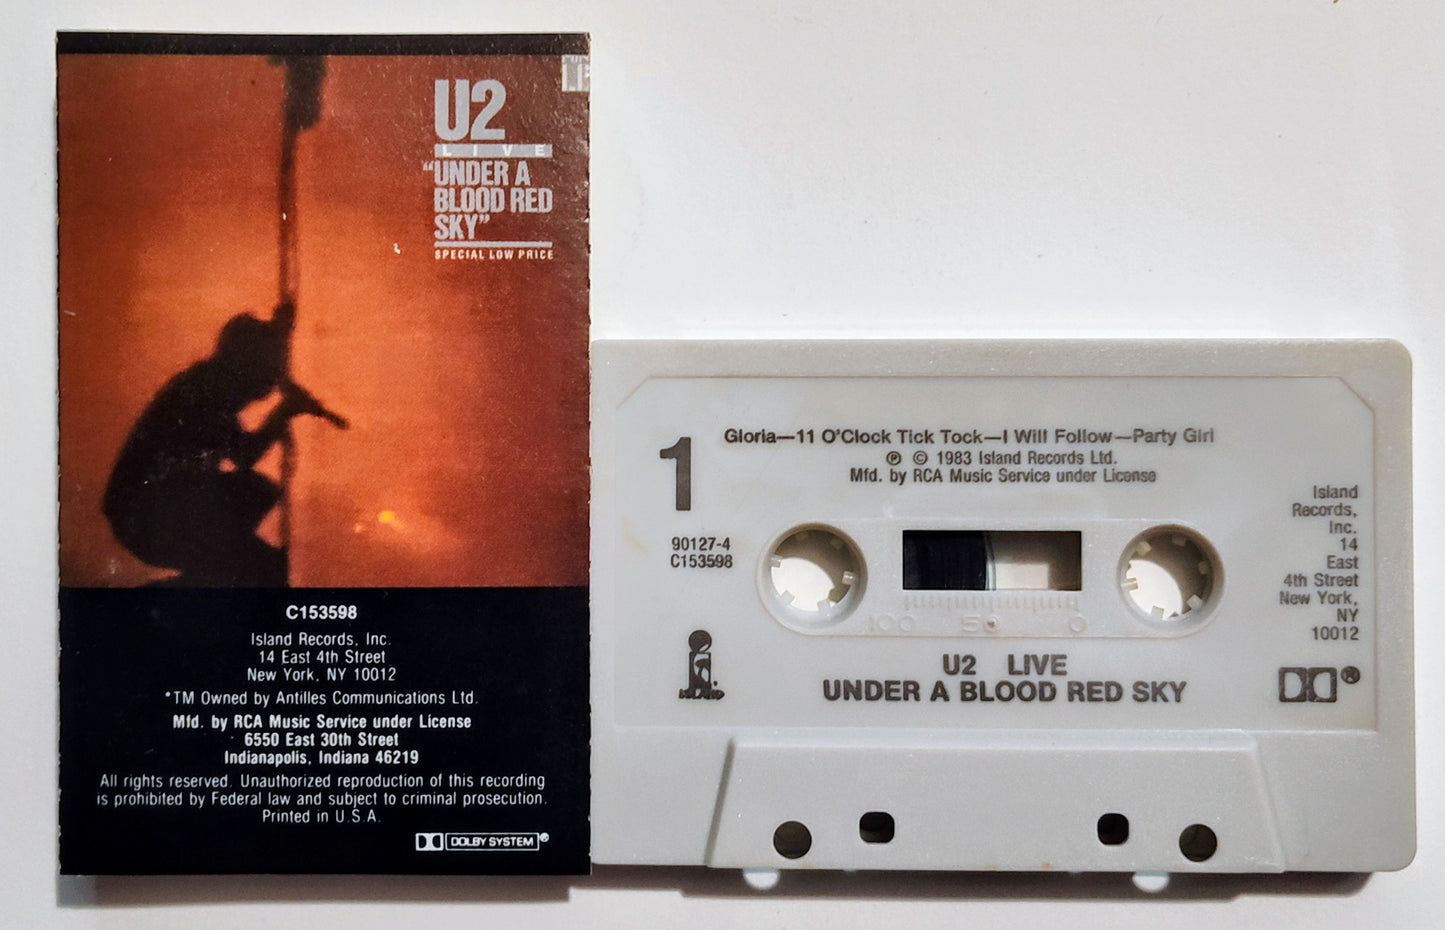 U2
LIVE
"UNDER A
BLOOD RED
SKY"
SPECIAL LOW PRICE
C153598
Island Records, Inc.
14 East 4th Street
New York, NY 10012
*TM Owned by Antilles Communications Ltd.
Mfd. by RCA Music Service under License
6550 East 30th Street
Indianapolis, Indiana 46219
All rights reserved. Unauthorized reproduction of this recording
is prohibited by Federal law and subject to criminal prosecution.
Printed in U.S.A.
DOLBY SYSTEM®
1
Gloria—11 O'Clock Tick Tock—I Will Follow—Party Girl
℗ © 1983 Island Records Ltd.
Mfd. by RCA Music Service under License
90127-4
C153598
Island
Records,
Inc.
14
East
4th Street
New York,
NY
10012
100 50 0
ISLAND
U2 LIVE
UNDER A BLOOD RED SKY
®